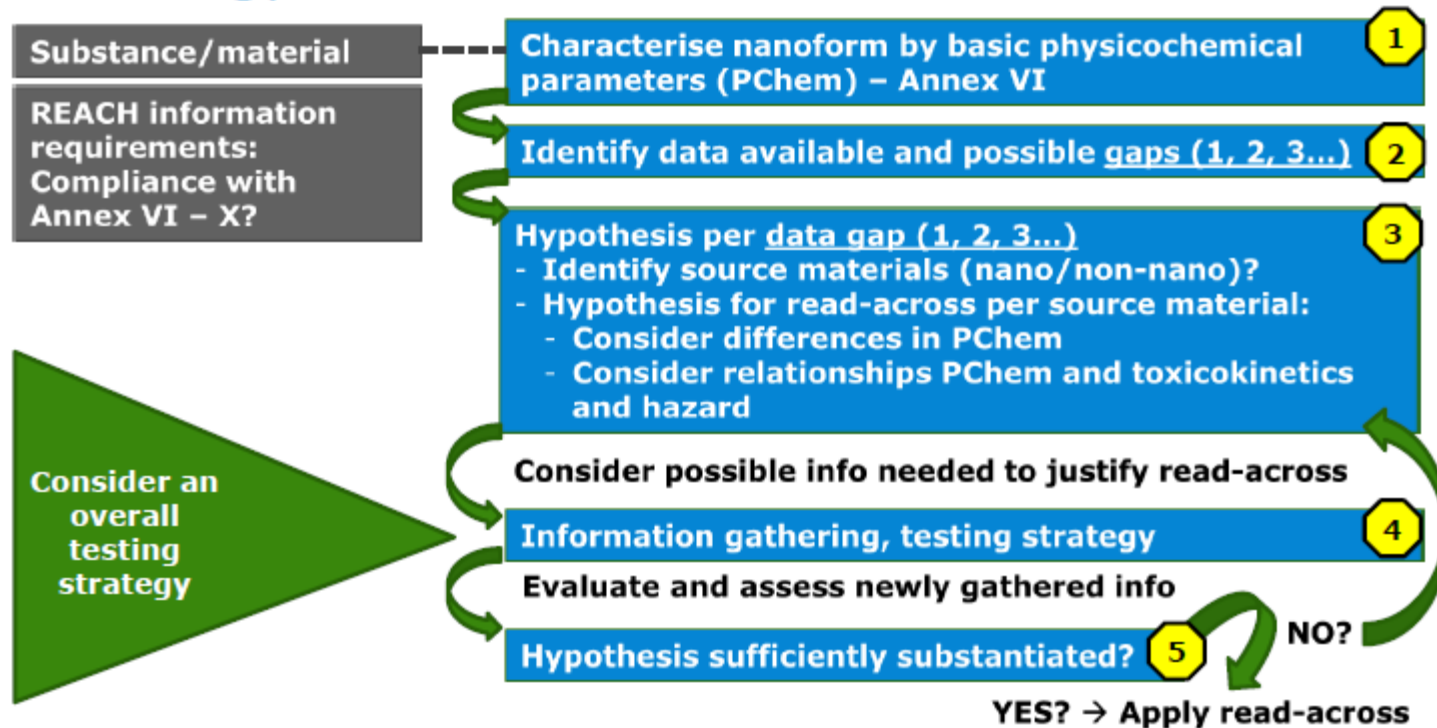 Substance/material
REACH information
requirements:
Compliance with
Annex VI – X?
Characterise nanoform by basic physicochemical
parameters (PChem) – Annex VI
1
Identify data available and possible gaps (1, 2, 3...)
2
Hypothesis per data gap (1, 2, 3...)
3
- Identify source materials (nano/non-nano)?
- Hypothesis for read-across per source material:
- Consider differences in PChem
- Consider relationships PChem and toxicokinetics
and hazard
Consider possible info needed to justify read-across
Consider an
overall
testing
strategy
Information gathering, testing strategy
4
Evaluate and assess newly gathered info
Hypothesis sufficiently substantiated?
5
NO?
YES? → Apply read-across